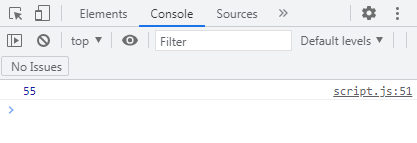 Elements Console Sources »
top ▼ Filter Default levels ▼
No Issues
55 script.js:51
>